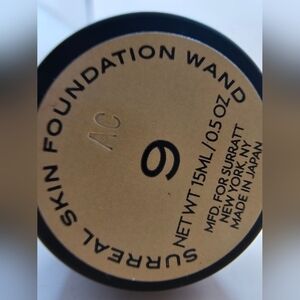 SURREAL SKIN FOUNDATION WAND
AC
9
NET WT 15ML/0.5 OZ
MFD. FOR SURRATT
NEW YORK, NY
MADE IN JAPAN